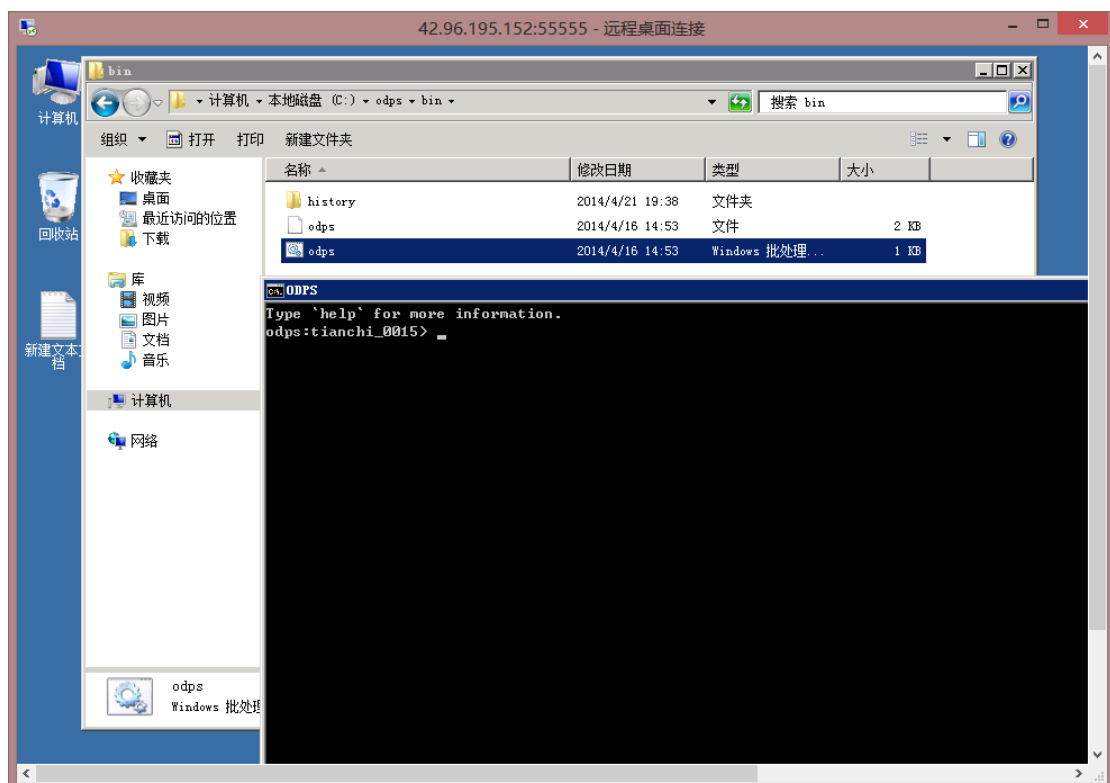 42.96.195.152:55555 - 远程桌面连接
计算机
回收站
新建文本文档
bin
计算机 本地磁盘 (C:) odps bin
搜索 bin
组织 打开 打印 新建文件夹
名称 修改日期 类型 大小
history 2014/4/21 19:38 文件夹
odps 2014/4/16 14:53 文件 2 KB
odps 2014/4/16 14:53 Windows 批处理... 1 KB
收藏夹
桌面
最近访问的位置
下载
库
视频
图片
文档
音乐
计算机
网络
ODPS
Type `help` for more information.
odps:tianchi_0015> _
odps
Windows 批处理